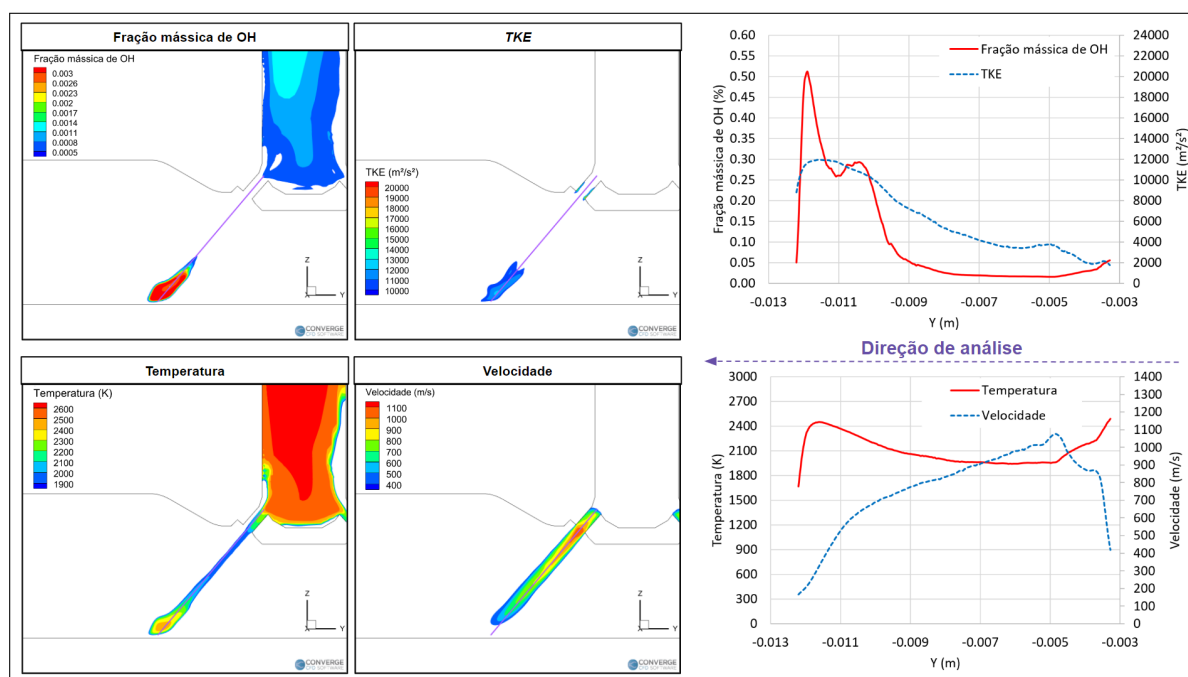 Fração mássica de OH
Fração mássica de OH
0.003
0.0026
0.0023
0.002
0.0017
0.0014
0.0011
0.0008
0.0005
Z
X
Y
CONVERGE
CFD SOFTWARE
TKE
TKE (m²/s²)
20000
19000
18000
17000
16000
15000
14000
13000
12000
11000
10000
Z
X
Y
CONVERGE
CFD SOFTWARE
Fração mássica de OH (%)
0.60
0.55
0.50
0.45
0.40
0.35
0.30
0.25
0.20
0.15
0.10
0.05
0.00
Fração mássica de OH
TKE
24000
22000
20000
18000
16000
14000
12000
10000
8000
6000
4000
2000
0
TKE (m²/s²)
-0.013 -0.011 -0.009 -0.007 -0.005 -0.003
Y (m)
Direção de análise
Temperatura
Temperatura (K)
2600
2500
2400
2300
2200
2100
2000
1900
Z
X
Y
CONVERGE
CFD SOFTWARE
Velocidade
Velocidade (m/s)
1100
1000
900
800
700
600
500
400
Z
X
Y
CONVERGE
CFD SOFTWARE
Temperatura (K)
3000
2700
2400
2100
1800
1500
1200
900
600
300
0
Temperatura
Velocidade
1400
1300
1200
1100
1000
900
800
700
600
500
400
300
200
100
0
Velocidade (m/s)
-0.013 -0.011 -0.009 -0.007 -0.005 -0.003
Y (m)